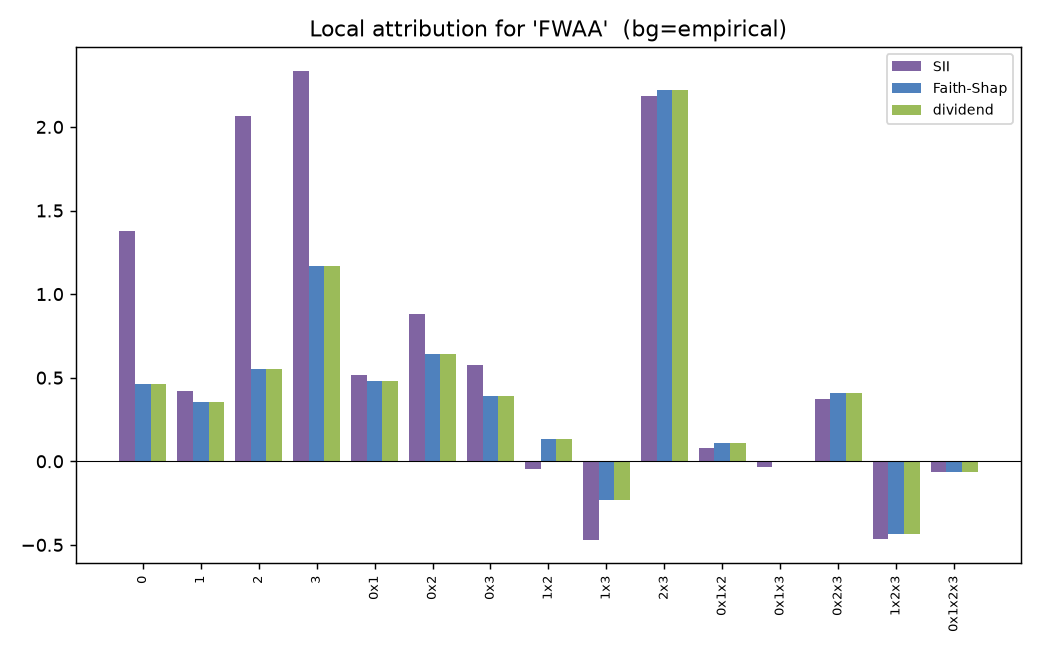 Local attribution for 'FWAA'  (bg=empirical)
SII
Faith-Shap
dividend
2.0
1.5
1.0
0.5
0.0
−0.5
0
1
2
3
0x1
0x2
0x3
1x2
1x3
2x3
0x1x2
0x1x3
0x2x3
1x2x3
0x1x2x3